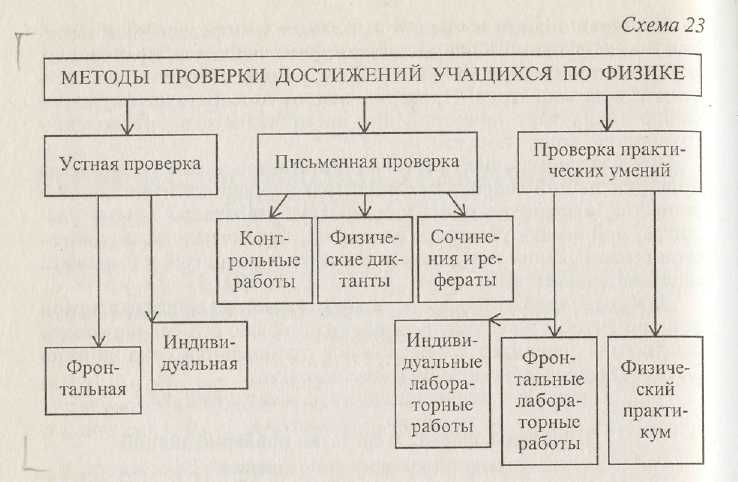 Схема 23
МЕТОДЫ ПРОВЕРКИ ДОСТИЖЕНИЙ УЧАЩИХСЯ ПО ФИЗИКЕ
Устная проверка
Письменная проверка
Проверка практи-
ческих умений
Конт-
рольные
работы
Физиче-
ские дик-
танты
Сочине-
ния и ре-
фераты
Фрон-
тальная
Индивиди-
дуальная
Индиви-
дуальные
лабора-
торные
работы
Фрон-
тальные
лабора-
торные
работы
Физиче-
ский
практи-
кум